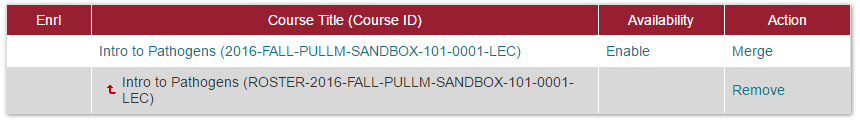 Enrl Course Title (Course ID) Availability Action
Intro to Pathogens (2016-FALL-PULLM-SANDBOX-101-0001-LEC) Enable Merge
Intro to Pathogens (ROSTER-2016-FALL-PULLM-SANDBOX-101-0001-
LEC) Remove